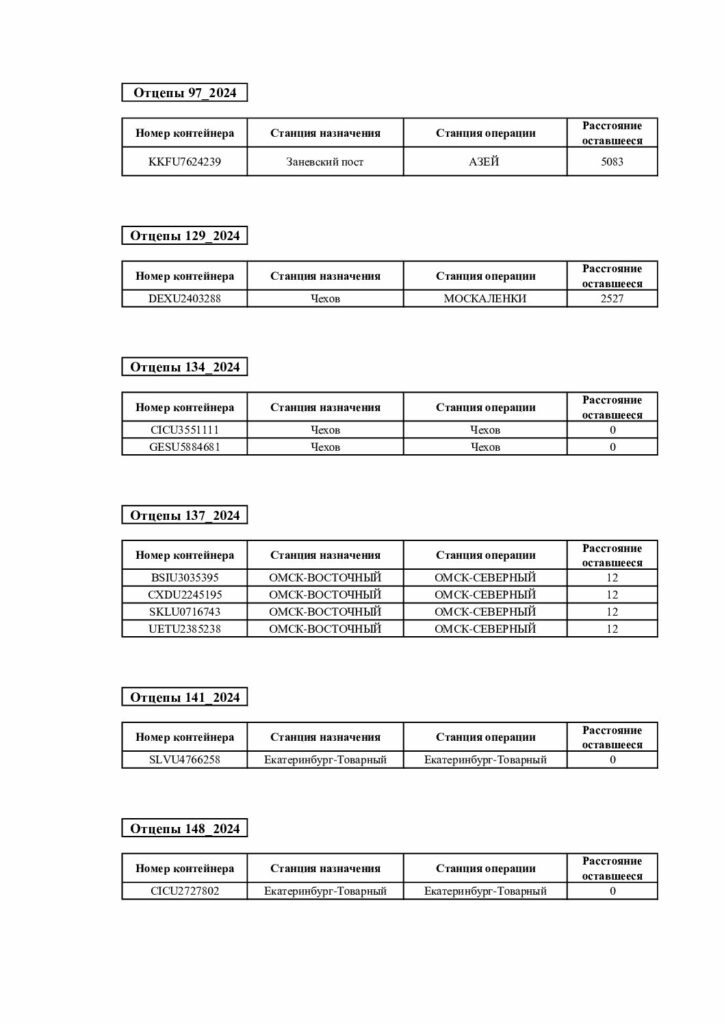 Отцепы 97_2024
Номер контейнера Станция назначения Станция операции Расстояние оставшееся
KKFU7624239 Заневский пост АЗЕЙ 5083
Отцепы 129_2024
Номер контейнера Станция назначения Станция операции Расстояние оставшееся
DEXU2403288 Чехов МОСКАЛЕНКИ 2527
Отцепы 134_2024
Номер контейнера Станция назначения Станция операции Расстояние оставшееся
CICU3551111 Чехов Чехов 0
GESU5884681 Чехов Чехов 0
Отцепы 137_2024
Номер контейнера Станция назначения Станция операции Расстояние оставшееся
BSIU3035395 ОМСК-ВОСТОЧНЫЙ ОМСК-СЕВЕРНЫЙ 12
CXDU2245195 ОМСК-ВОСТОЧНЫЙ ОМСК-СЕВЕРНЫЙ 12
SKLU0716743 ОМСК-ВОСТОЧНЫЙ ОМСК-СЕВЕРНЫЙ 12
UETU2385238 ОМСК-ВОСТОЧНЫЙ ОМСК-СЕВЕРНЫЙ 12
Отцепы 141_2024
Номер контейнера Станция назначения Станция операции Расстояние оставшееся
SLVU4766258 Екатеринбург-Товарный Екатеринбург-Товарный 0
Отцепы 148_2024
Номер контейнера Станция назначения Станция операции Расстояние оставшееся
CICU2727802 Екатеринбург-Товарный Екатеринбург-Товарный 0